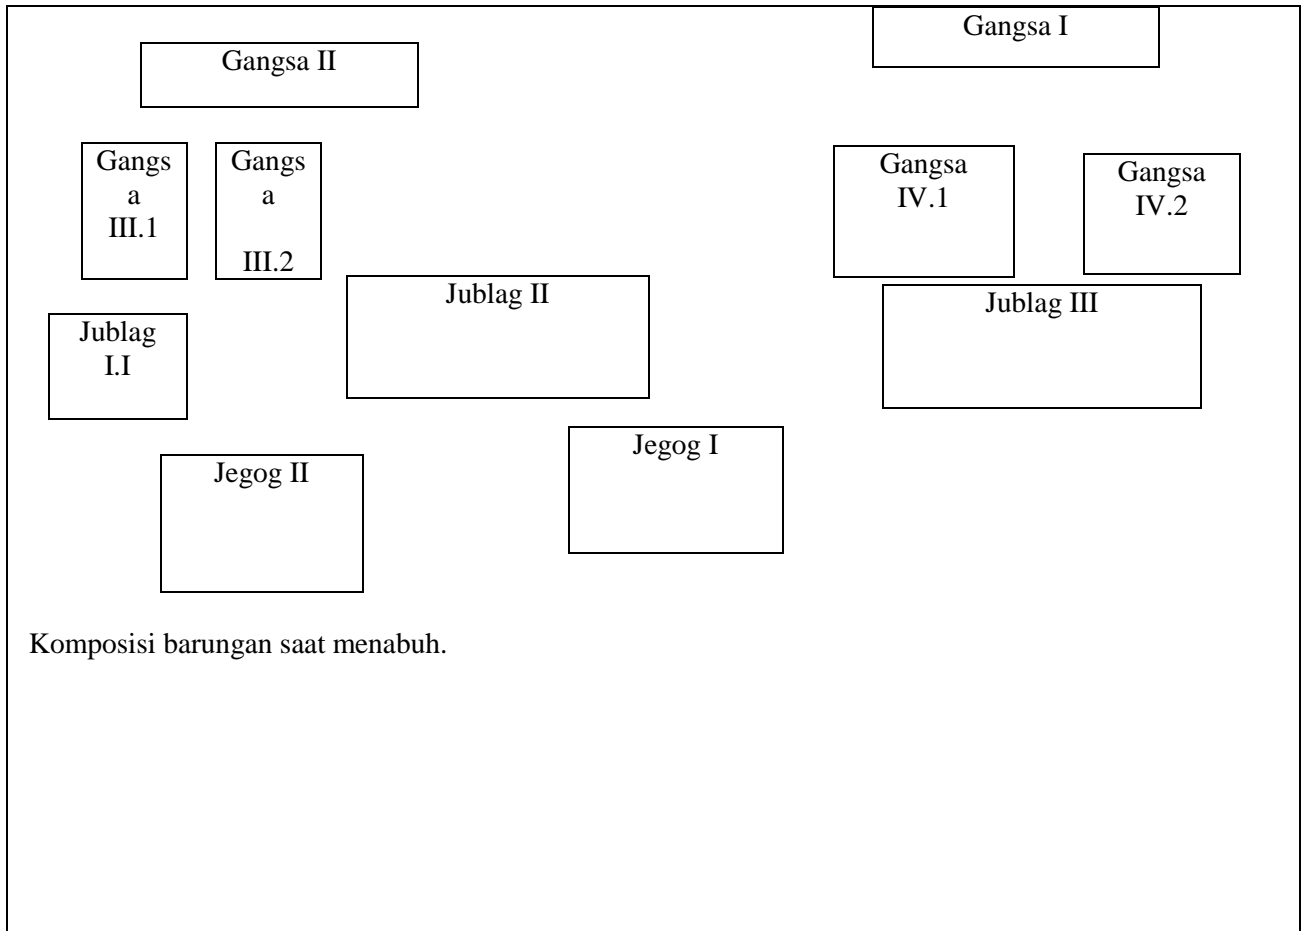 Gangsa I
Gangsa II
Gangs
a
III.1
Gangs
a
III.2
Gangsa
IV.1
Gangsa
IV.2
Jublag II
Jublag III
Jublag
I.I
Jegog I
Jegog II
Komposisi barungan saat menabuh.